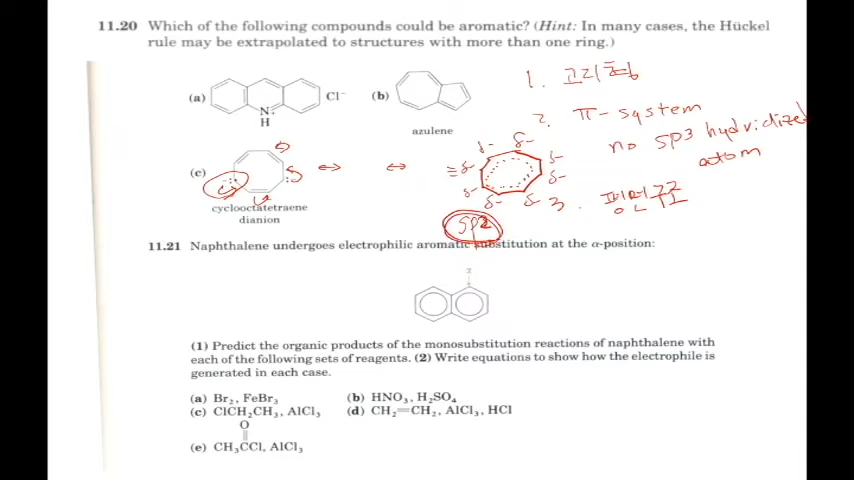 11.20 Which of the following compounds could be aromatic? (Hint: In many cases, the Hückel
rule may be extrapolated to structures with more than one ring.)
(a)
N+
H
Cl−
(b)
azulene
1.
2. π-system
no sp3 hydridized
atom
3.
(c)
cyclooctatetraene
dianion
δ- δ-
δ- δ-
δ- δ-
δ- δ-
sp2
11.21 Naphthalene undergoes electrophilic aromatic substitution at the α-position:
(1) Predict the organic products of the monosubstitution reactions of naphthalene with
each of the following sets of reagents. (2) Write equations to show how the electrophile is
generated in each case.
(a) Br₂, FeBr₃ (b) HNO₃, H₂SO₄
(c) ClCH₂CH₃, AlCl₃ (d) CH₂=CH₂, AlCl₃, HCl
O
(e) CH₃CCl, AlCl₃